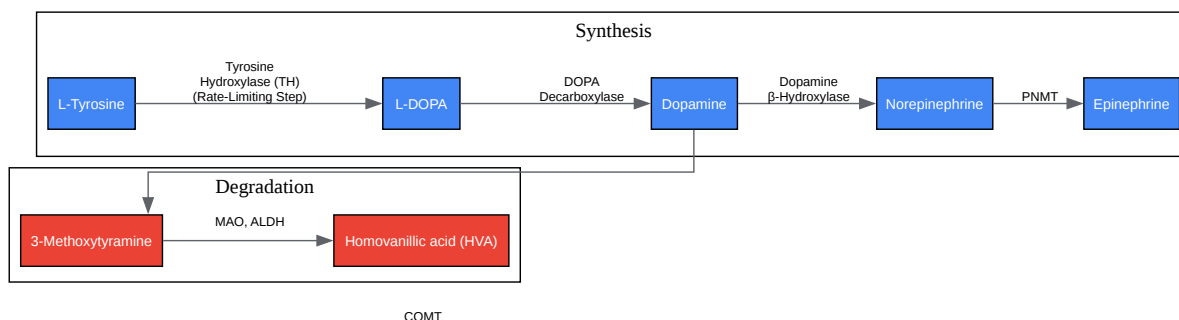 Synthesis
L-Tyrosine
Tyrosine
Hydroxylase (TH)
(Rate-Limiting Step)
L-DOPA
DOPA
Decarboxylase
Dopamine
Dopamine
β-Hydroxylase
Norepinephrine
PNMT
Epinephrine
Degradation
3-Methoxytyramine
MAO, ALDH
Homovanillic acid (HVA)
COMT